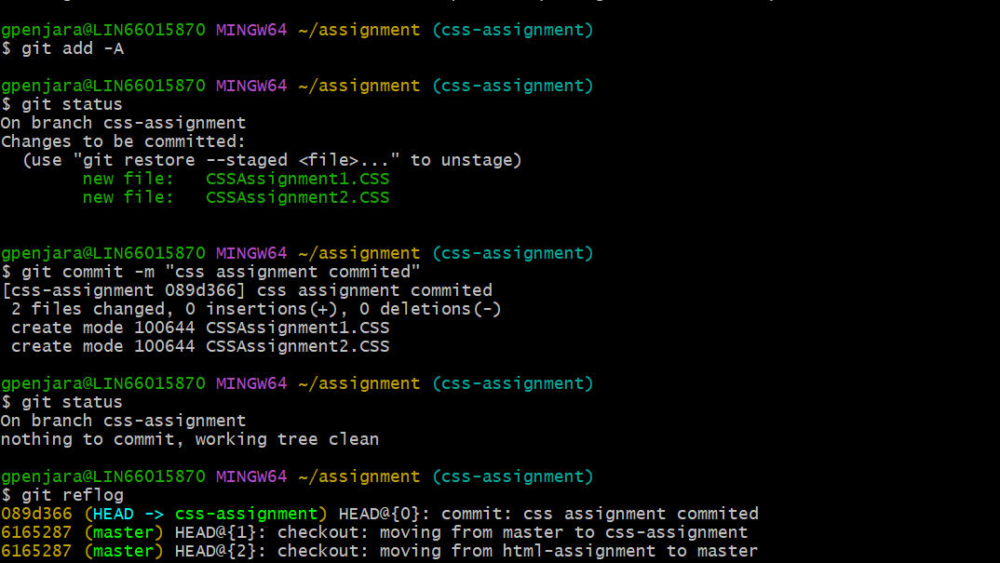 gpenjara@LIN66015870 MINGW64 ~/assignment (css-assignment)
$ git add -A
gpenjara@LIN66015870 MINGW64 ~/assignment (css-assignment)
$ git status
On branch css-assignment
Changes to be committed:
  (use "git restore --staged <file>..." to unstage)
        new file:   CSSAssignment1.CSS
        new file:   CSSAssignment2.CSS
gpenjara@LIN66015870 MINGW64 ~/assignment (css-assignment)
$ git commit -m "css assignment commited"
[css-assignment 089d366] css assignment commited
 2 files changed, 0 insertions(+), 0 deletions(-)
 create mode 100644 CSSAssignment1.CSS
 create mode 100644 CSSAssignment2.CSS
gpenjara@LIN66015870 MINGW64 ~/assignment (css-assignment)
$ git status
On branch css-assignment
nothing to commit, working tree clean
gpenjara@LIN66015870 MINGW64 ~/assignment (css-assignment)
$ git reflog
089d366 (HEAD -> css-assignment) HEAD@{0}: commit: css assignment commited
6165287 (master) HEAD@{1}: checkout: moving from master to css-assignment
6165287 (master) HEAD@{2}: checkout: moving from html-assignment to master